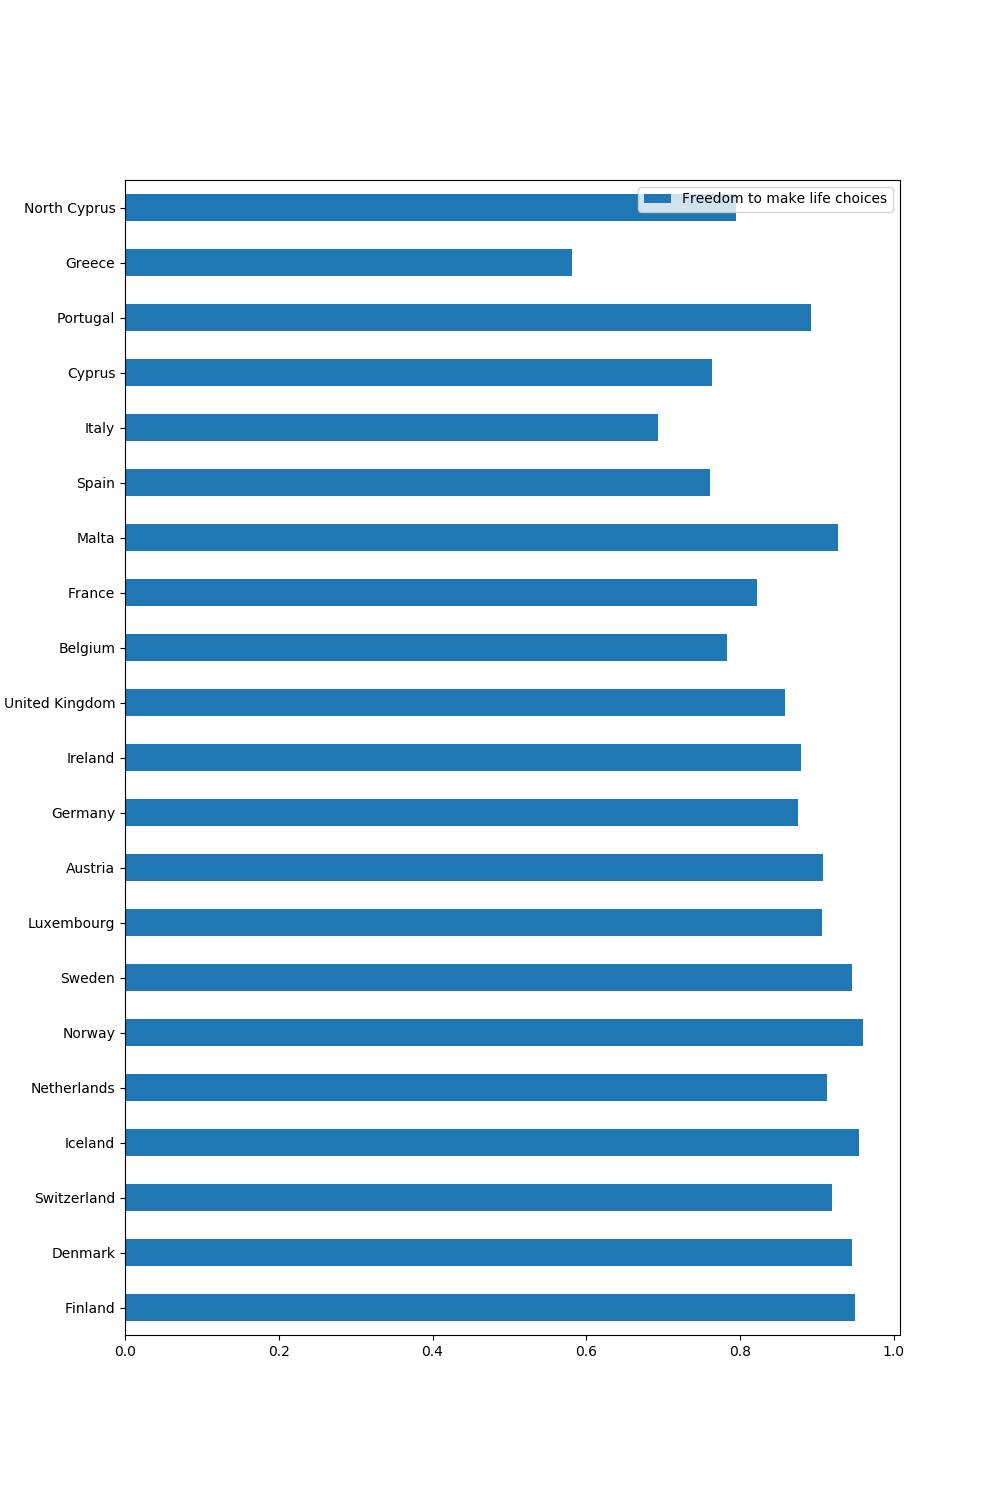 North Cyprus
Freedom to make life choices
Greece
Portugal
Cyprus
Italy
Spain
Malta
France
Belgium
United Kingdom
Ireland
Germany
Austria
Luxembourg
Sweden
Norway
Netherlands
Iceland
Switzerland
Denmark
Finland
0.0 0.2 0.4 0.6 0.8 1.0